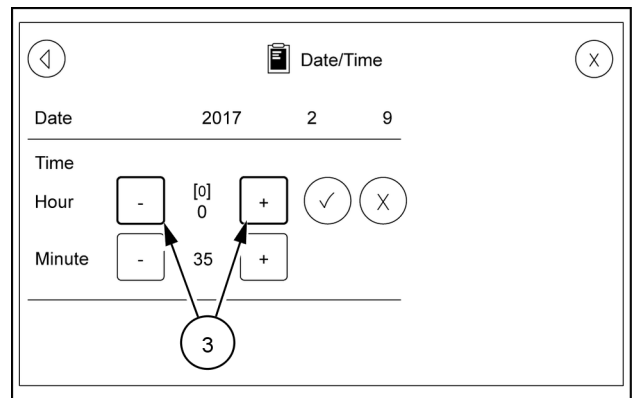 Date/Time
X
Date 2017 2 9
Time
[0]
Hour - 0 + X
Minute - 35 +
3